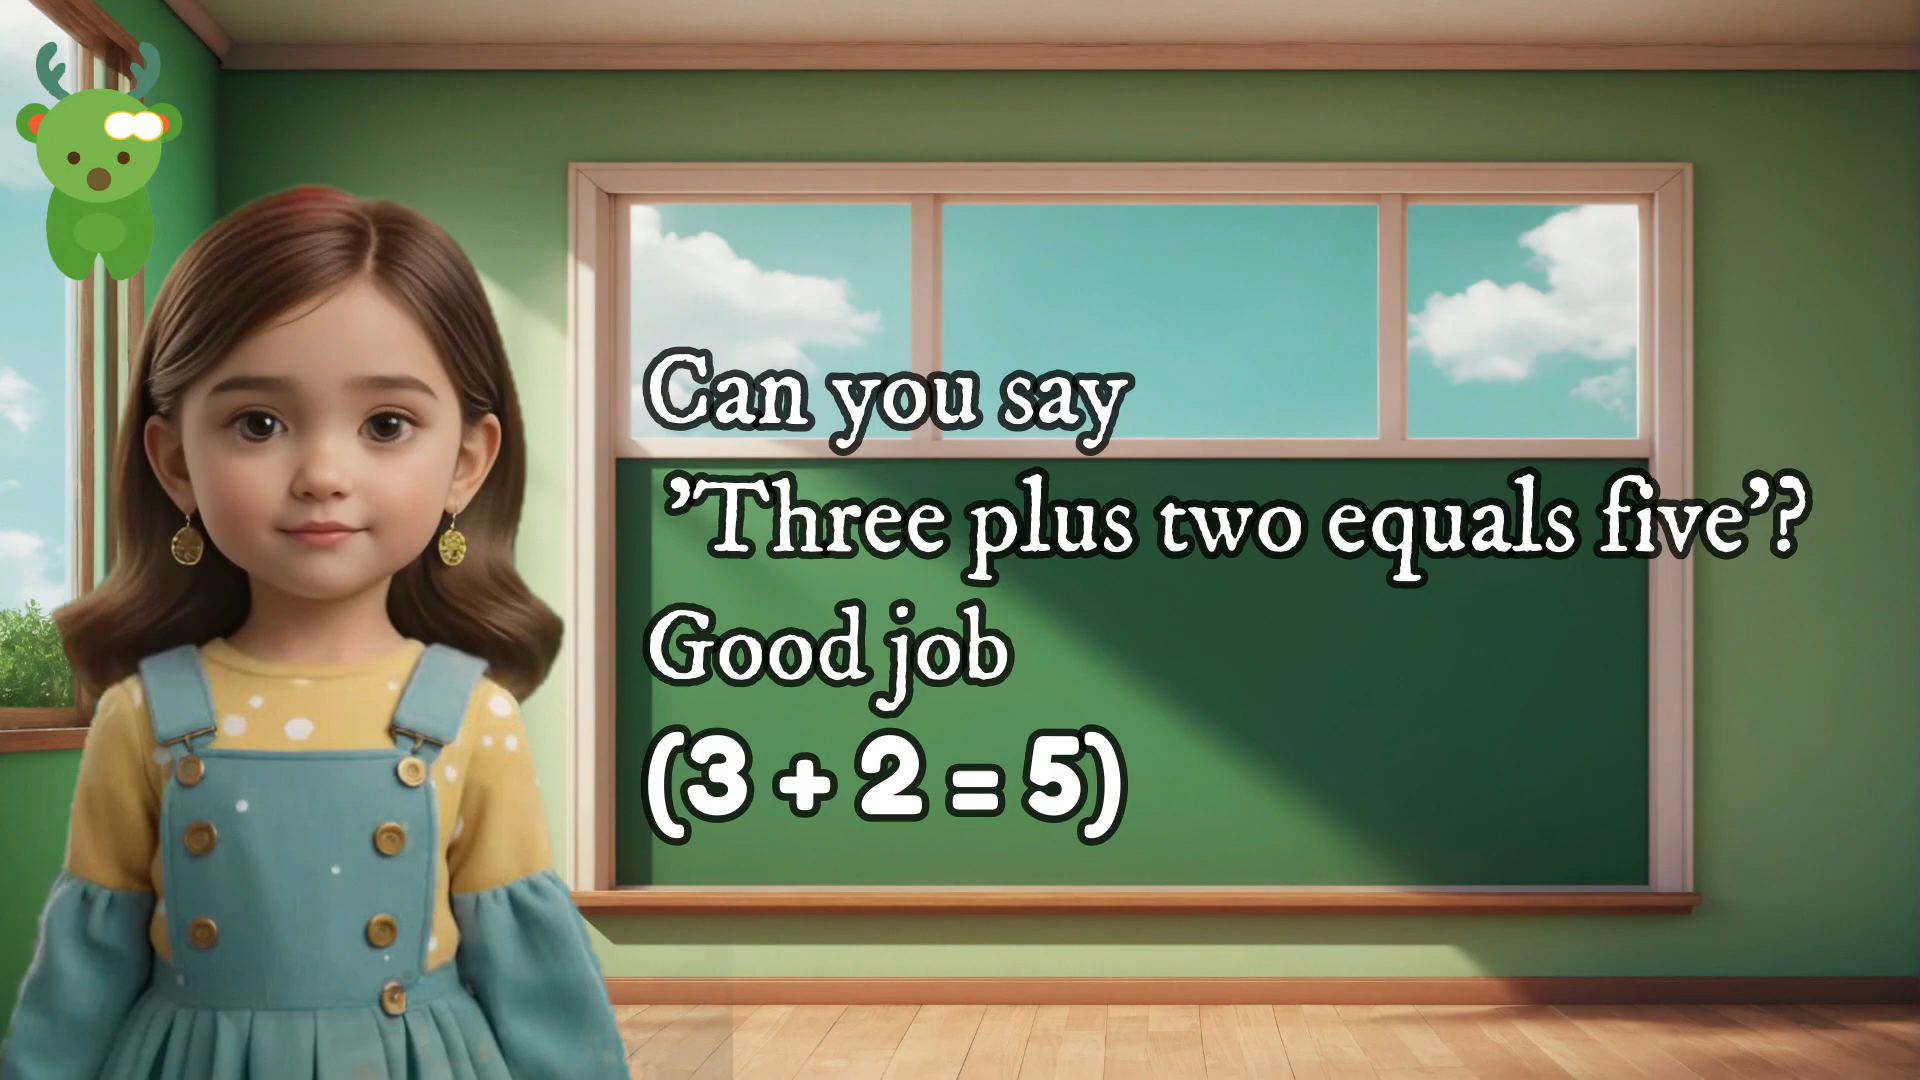 Can you say
’Three plus two equals five’?
Good job
(3 + 2 = 5)